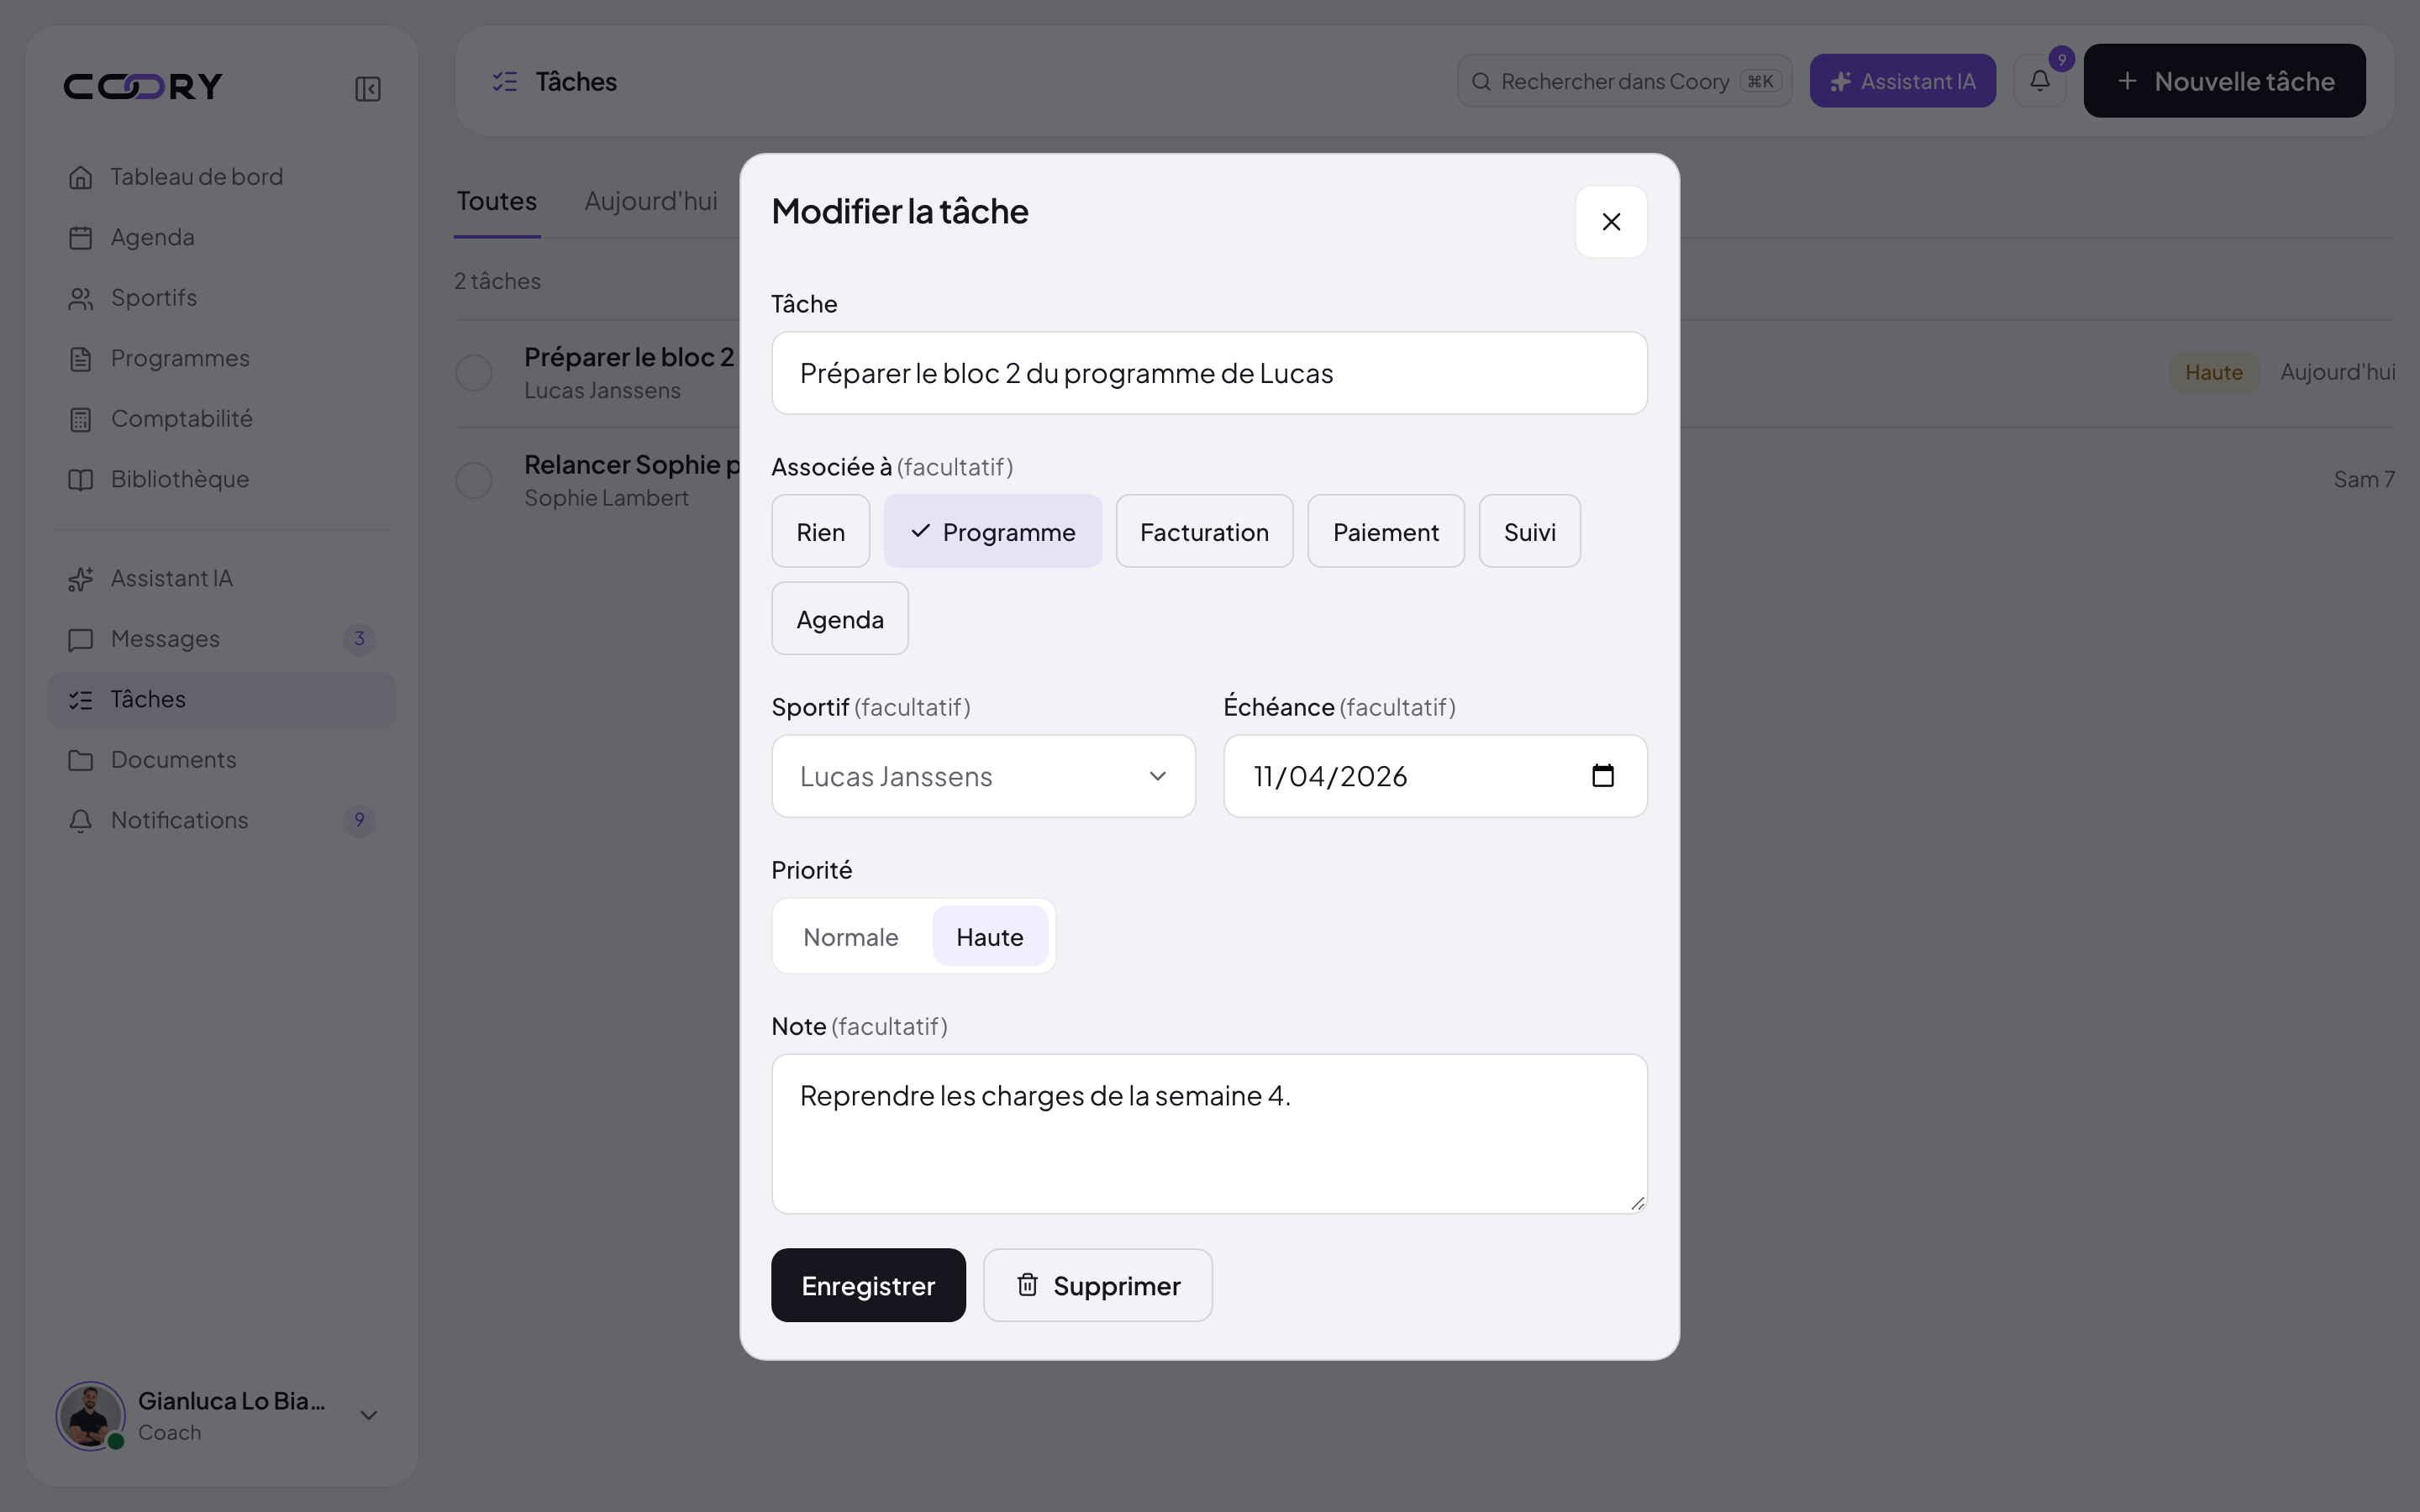 COORY
Tableau de bord
Agenda
Sportifs
Programmes
Comptabilité
Bibliothèque
Assistant IA
Messages 3
Tâches
Documents
Notifications 9
Gianluca Lo Bia...
Coach
Tâches
Rechercher dans Coory ⌘K
Assistant IA
9
+ Nouvelle tâche
Toutes Aujourd'hui
2 tâches
Préparer le bloc 2
Lucas Janssens
Haute Aujourd'hui
Relancer Sophie p
Sophie Lambert
Sam 7
Modifier la tâche
Tâche
Préparer le bloc 2 du programme de Lucas
Associée à (facultatif)
Rien Programme Facturation Paiement Suivi
Agenda
Sportif (facultatif) Échéance (facultatif)
Lucas Janssens 11/04/2026
Priorité
Normale Haute
Note (facultatif)
Reprendre les charges de la semaine 4.
Enregistrer Supprimer